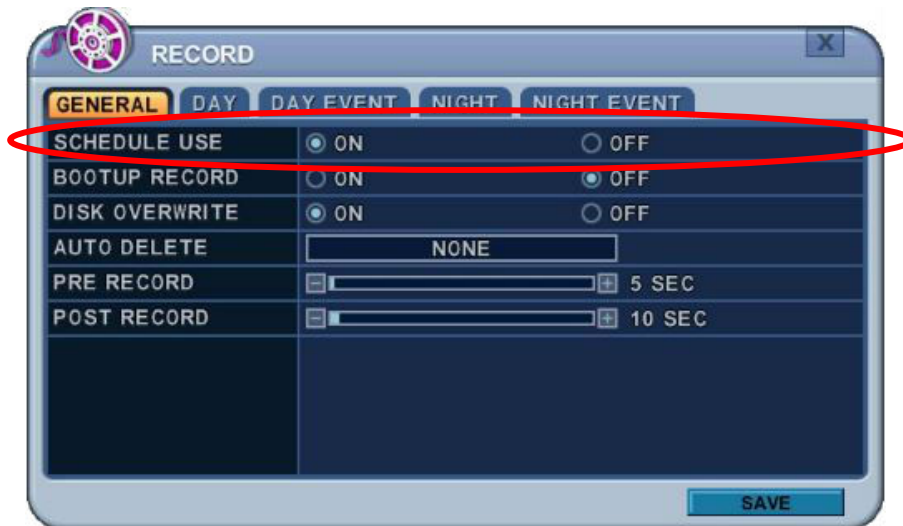 RECORD X
GENERAL DAY DAY EVENT NIGHT NIGHT EVENT
SCHEDULE USE ON OFF
BOOTUP RECORD ON OFF
DISK OVERWRITE ON OFF
AUTO DELETE NONE
PRE RECORD 5 SEC
POST RECORD 10 SEC
SAVE